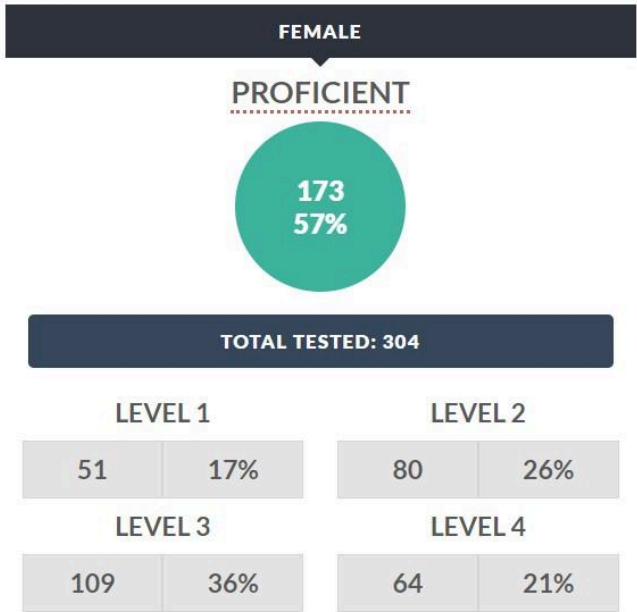 FEMALE
PROFICIENT
173
57%
TOTAL TESTED: 304
LEVEL 1 LEVEL 2
51 17% 80 26%
LEVEL 3 LEVEL 4
109 36% 64 21%